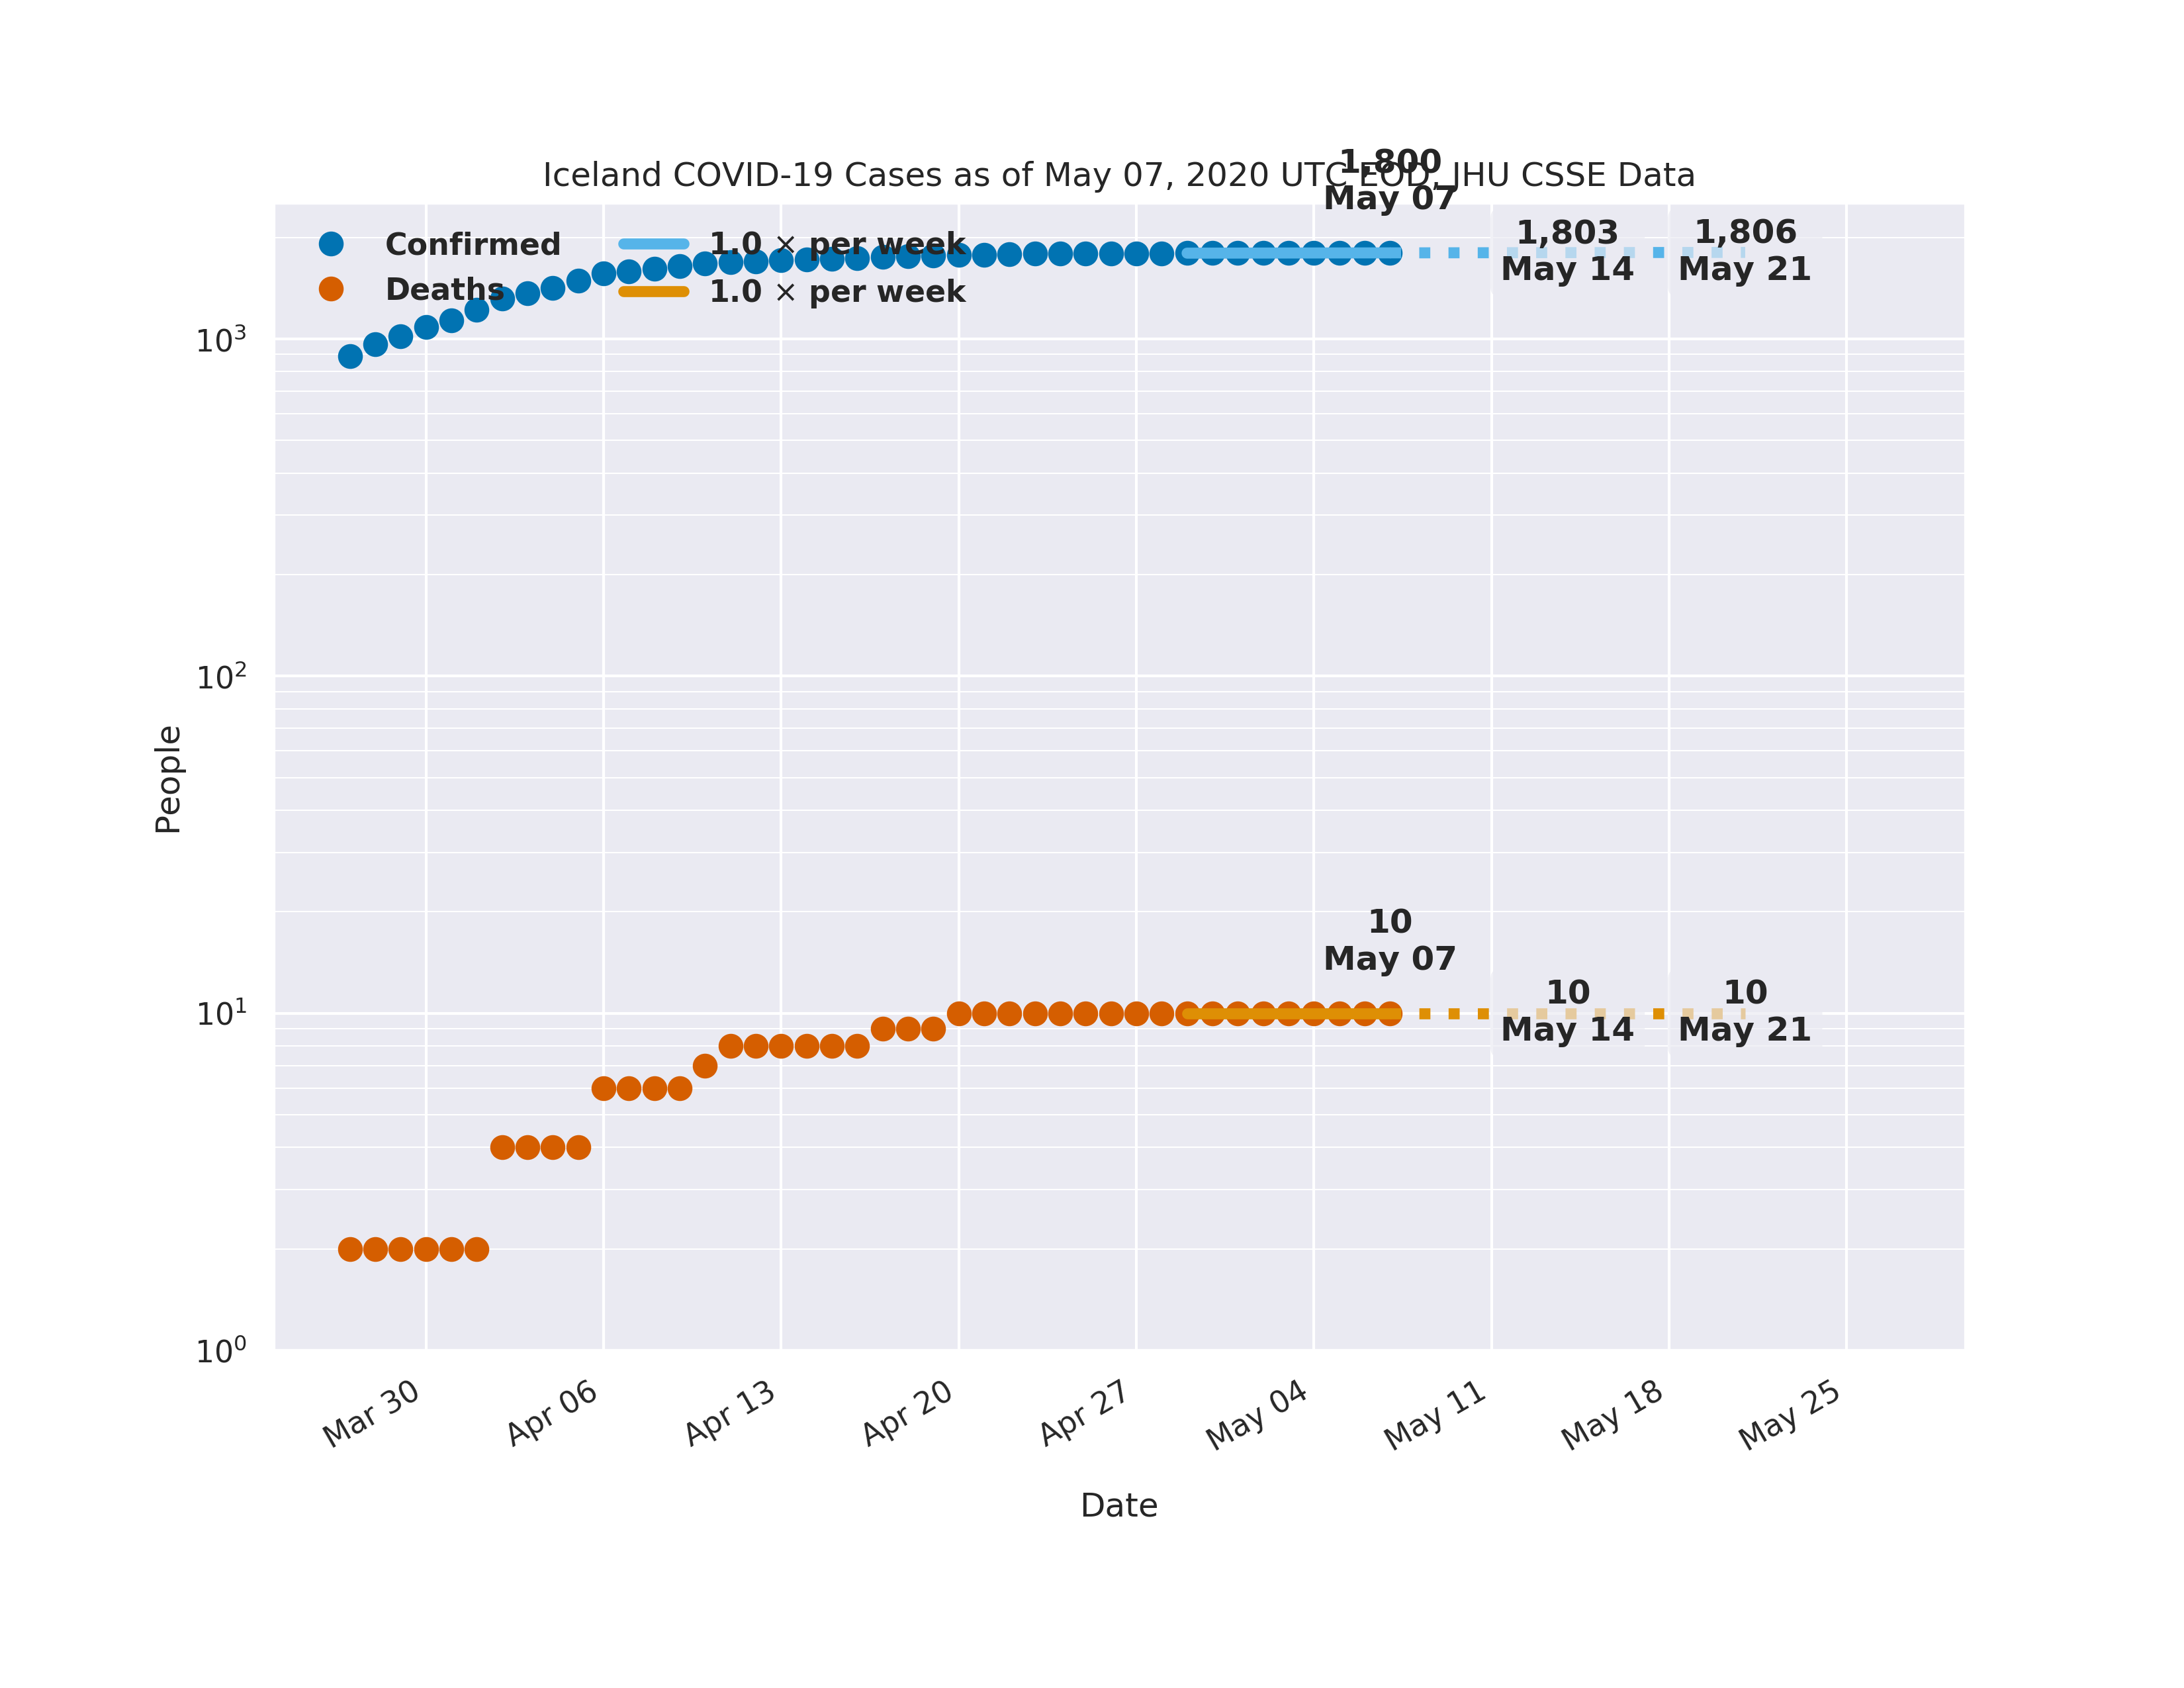 1,800
May 07
Iceland COVID-19 Cases as of May 07, 2020 UTC EOD, JHU CSSE Data
Confirmed
Deaths
1.0 × per week
1.0 × per week
1,803
May 14
1,806
May 21
10
May 07
10
May 14
10
May 21
10³
10²
10¹
10⁰
People
Mar 30
Apr 06
Apr 13
Apr 20
Apr 27
May 04
May 11
May 18
May 25
Date